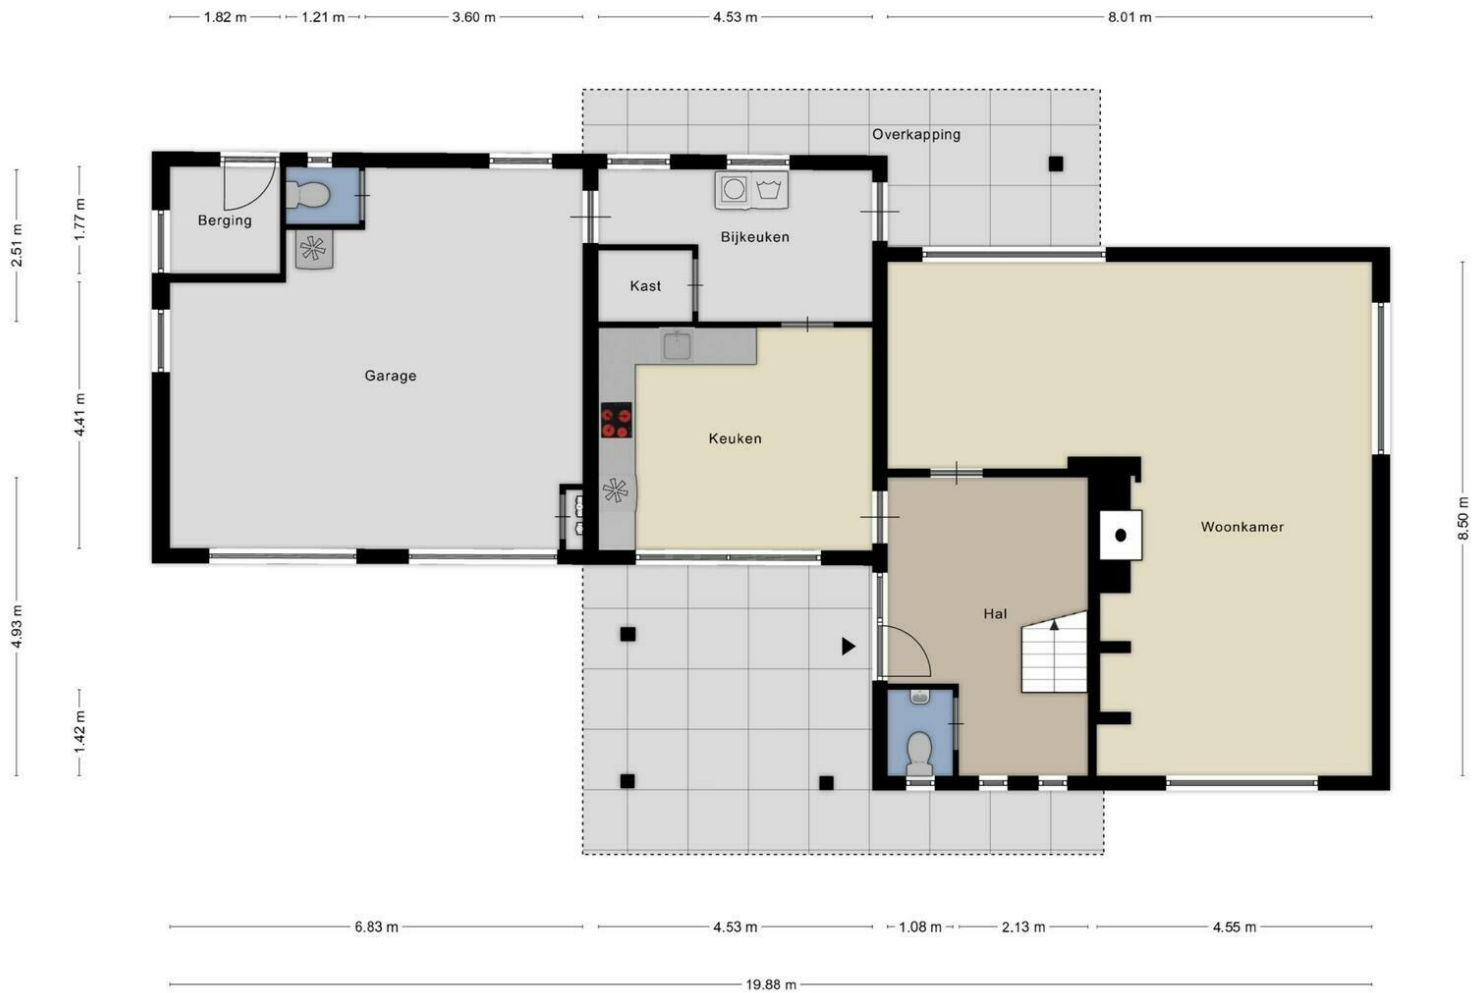 1.82 m 1.21 m 3.60 m 4.53 m 8.01 m
Overkapping
Berging
1.77 m
2.51 m
Bijkeuken
Kast
Garage
4.41 m
Keuken
8.50 m
Woonkamer
Hal
4.93 m
1.42 m
6.83 m 4.53 m 1.08 m 2.13 m 4.55 m
19.88 m